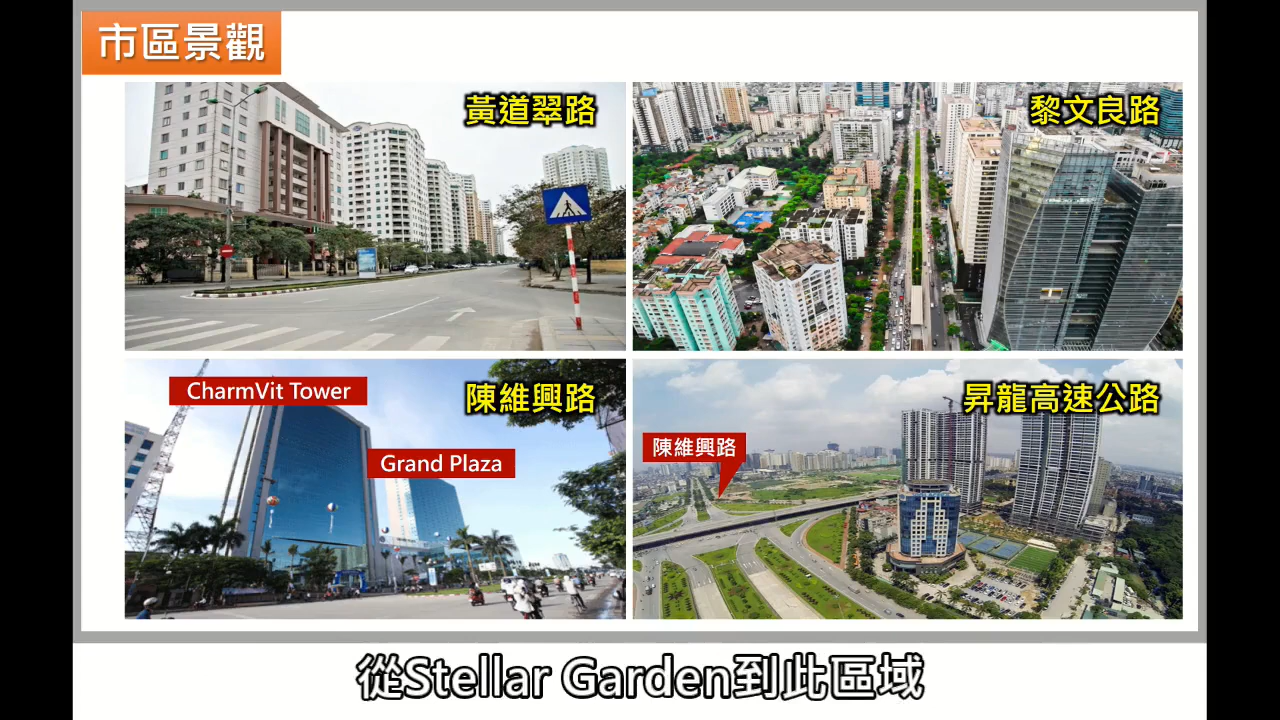 市區景觀
黃道翠路
黎文良路
CharmVit Tower
陳維興路
Grand Plaza
昇龍高速公路
陳維興路
從Stellar Garden到此區域